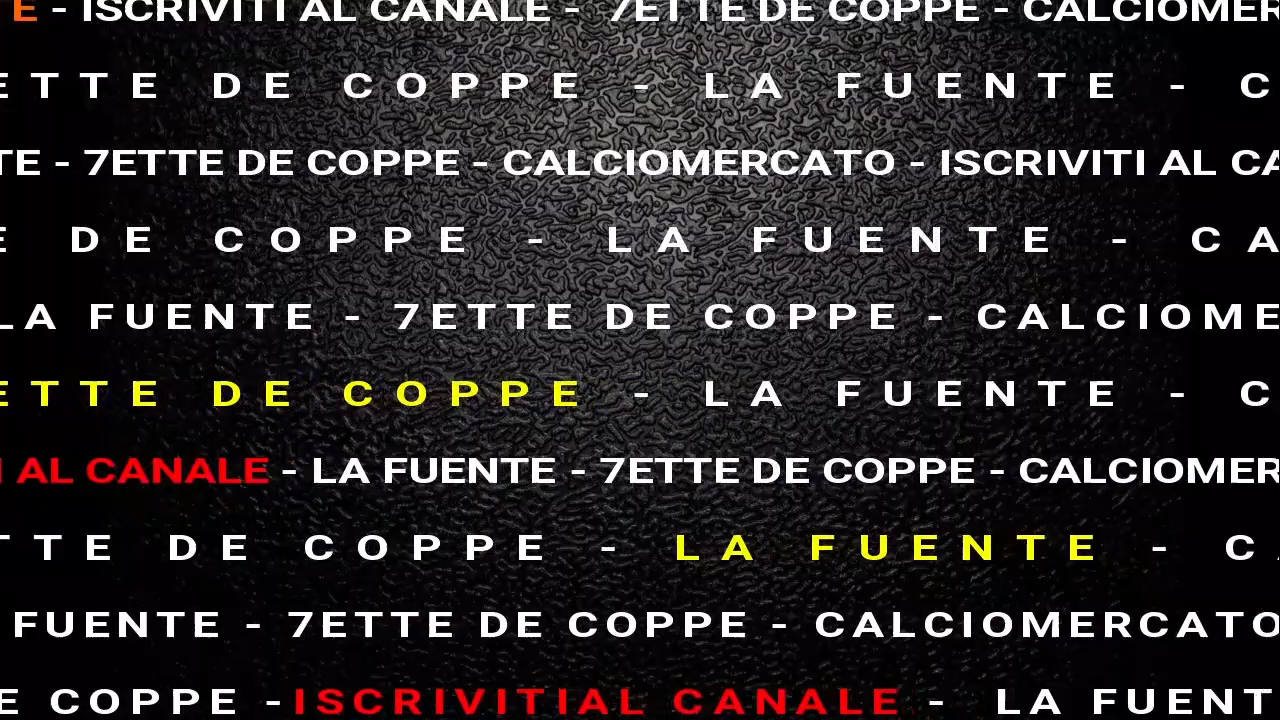 E - ISCRIVITI AL CANALE - 7ETTE DE COPPE - CALCIOMER
ETTE DE COPPE - LA FUENTE - C
TE - 7ETTE DE COPPE - CALCIOMERCATO - ISCRIVITI AL CA
E DE COPPE - LA FUENTE - CA
LA FUENTE - 7ETTE DE COPPE - CALCIOME
ETTE DE COPPE - LA FUENTE - C
I AL CANALE - LA FUENTE - 7ETTE DE COPPE - CALCIOMER
TTE DE COPPE - LA FUENTE - CA
FUENTE - 7ETTE DE COPPE - CALCIOMERCATO
E COPPE -ISCRIVITIAL CANALE - LA FUENT